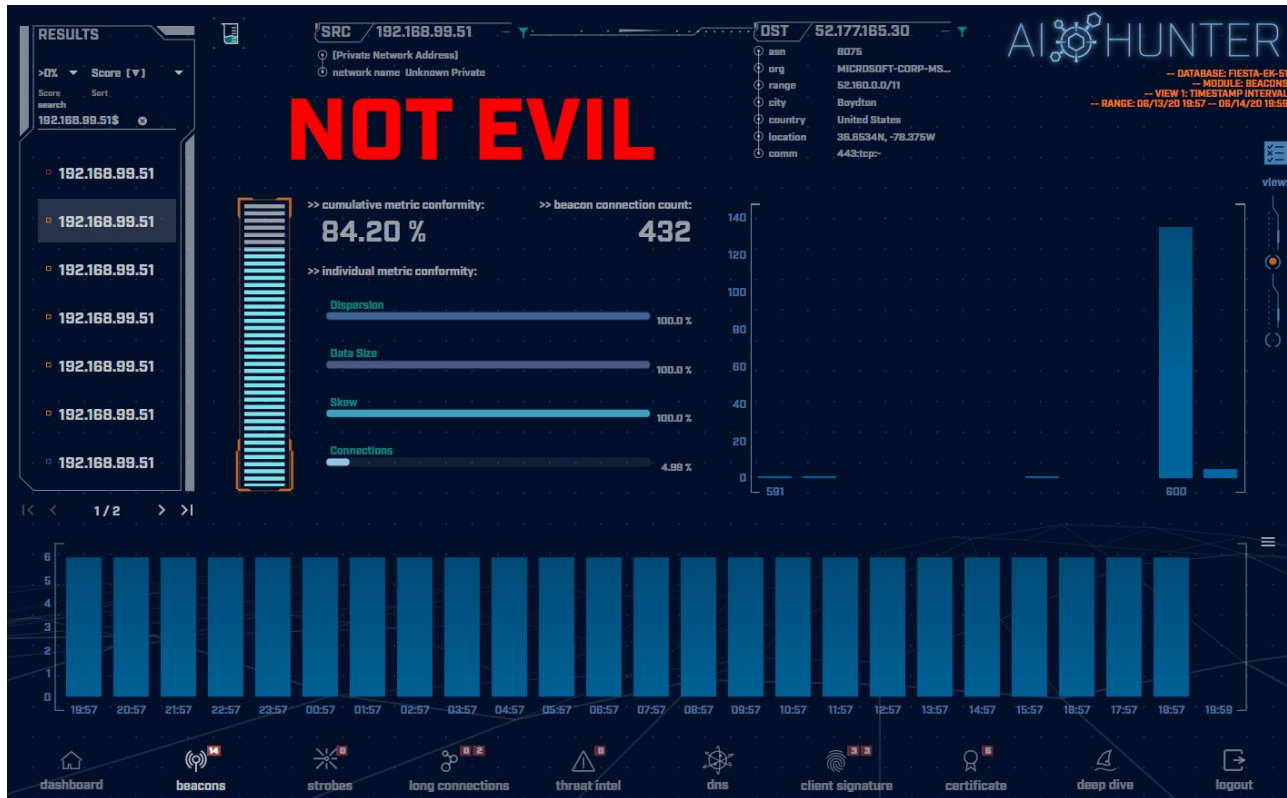 RESULTS
>0% Score [▼]
Score Sort
search
192.168.99.51$
192.168.99.51
192.168.99.51
192.168.99.51
192.168.99.51
192.168.99.51
192.168.99.51
192.168.99.51
1 / 2
SRC 192.168.99.51
[Private Network Address]
network name Unknown Private
NOT EVIL
DST 52.177.165.30
asn 8075
org MICROSOFT-CORP-MS...
range 52.160.0.0/11
city Boydton
country United States
location 36.6534N, -78.375W
comm 443:tcp:-
AI HUNTER
-- DATABASE: FIESTA-EK-51
-- MODULE: BEACONS
-- VIEW 1: TIMESTAMP INTERVAL
-- RANGE: 06/13/20 19:57 -- 06/14/20 19:59
view
>> cumulative metric conformity:
84.20 %
>> beacon connection count:
432
>> individual metric conformity:
Dispersion
100.0 %
Data Size
100.0 %
Skew
100.0 %
Connections
4.99 %
140
120
100
80
60
40
20
0
591 600
6
5
4
3
2
1
0
19:57 20:57 21:57 22:57 23:57 00:57 01:57 02:57 03:57 04:57 05:57 06:57 07:57 08:57 09:57 10:57 11:57 12:57 13:57 14:57 15:57 16:57 17:57 18:57 19:59
14 0 0 2 0 3 3 6
dashboard beacons strobes long connections threat intel dns client signature certificate deep dive logout